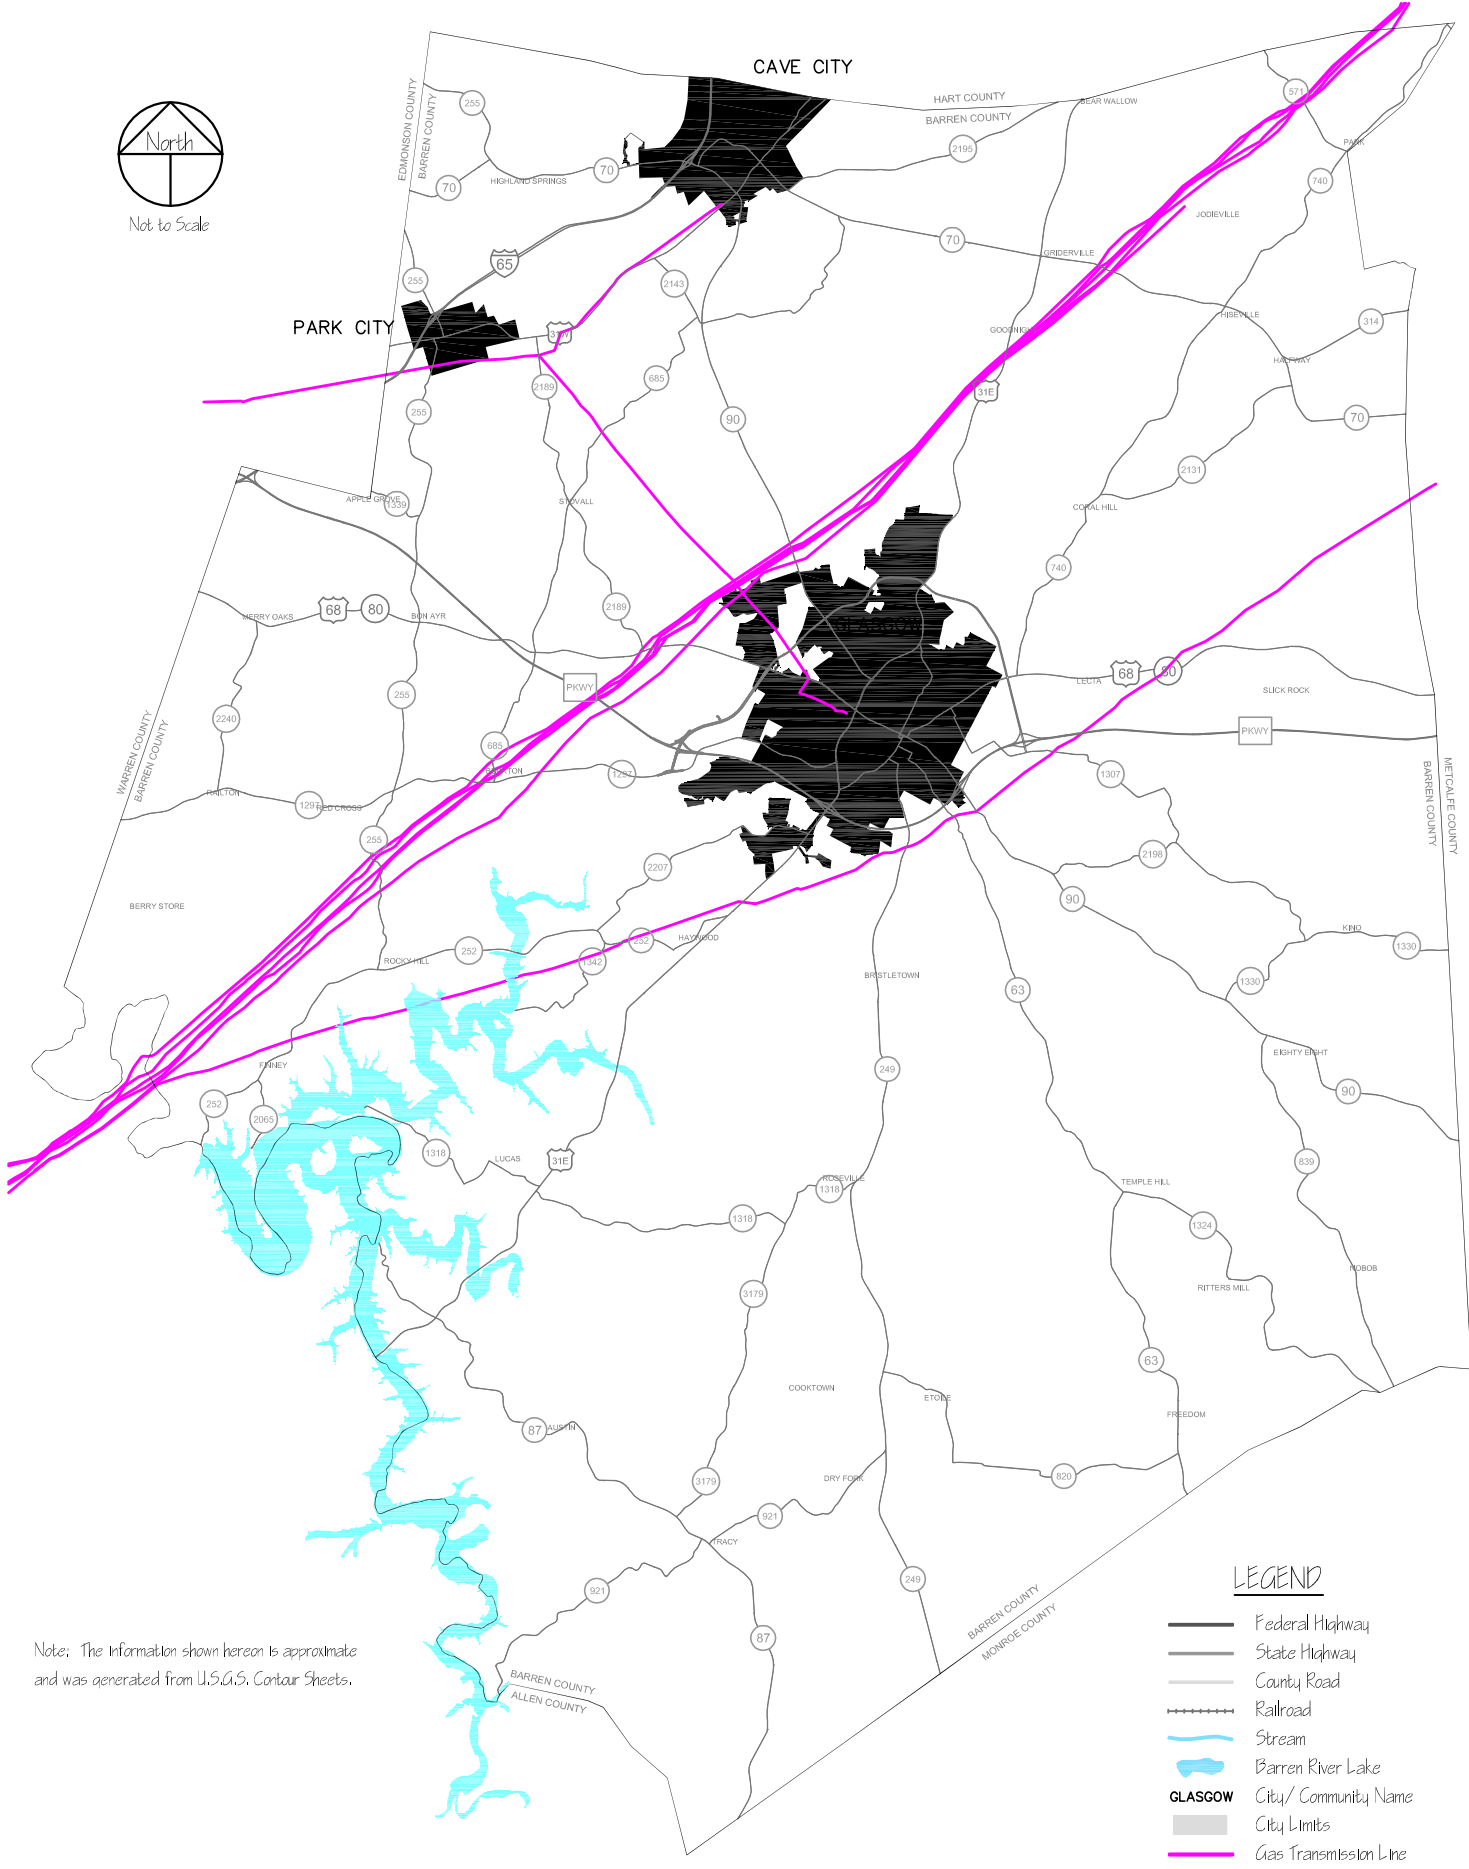 CAVE CITY
HART COUNTY
BARREN COUNTY
BEAR WALLOW
571
EDMONSON COUNTY
BARREN COUNTY
255
2195
PARK
North
70
HIGHLAND SPRINGS
70
740
Not to Scale
JODIEVILLE
65
70
GRIDERVILLE
255
2143
PARK CITY
31W
GOODNIGHT
HISEVILLE
314
HALFWAY
2189
685
31E
255
90
70
2131
APPLE GROVE
1339
STOVALL
CORAL HILL
740
MERRY OAKS
68
80
BON AYR
2189
GLASGOW
PKWY
LECTA
68
80
SLICK ROCK
255
2240
WARREN COUNTY
BARREN COUNTY
685
PKWY
METCALFE COUNTY
BARREN COUNTY
1297
1307
RAILTON
1297
RED CROSS
255
2207
2198
BERRY STORE
90
252
252
HAYWOOD
KINO
1330
ROCKY HILL
1342
BRISTLETOWN
63
1330
FINNEY
249
EIGHTY EIGHT
90
252
2065
1318
LUCAS
31E
839
ROSEVILLE
1318
TEMPLE HILL
1318
1324
NOBOB
RITTERS MILL
3179
63
COOKTOWN
ETOILE
FREEDOM
87
AUSTIN
3179
DRY FORK
820
921
TRACY
249
921
87
BARREN COUNTY
MONROE COUNTY
BARREN COUNTY
ALLEN COUNTY
Note: The information shown hereon is approximate
and was generated from U.S.G.S. Contour Sheets.
LEGEND
Federal Highway
State Highway
County Road
Railroad
Stream
Barren River Lake
GLASGOW City/ Community Name
City Limits
Gas Transmission Line